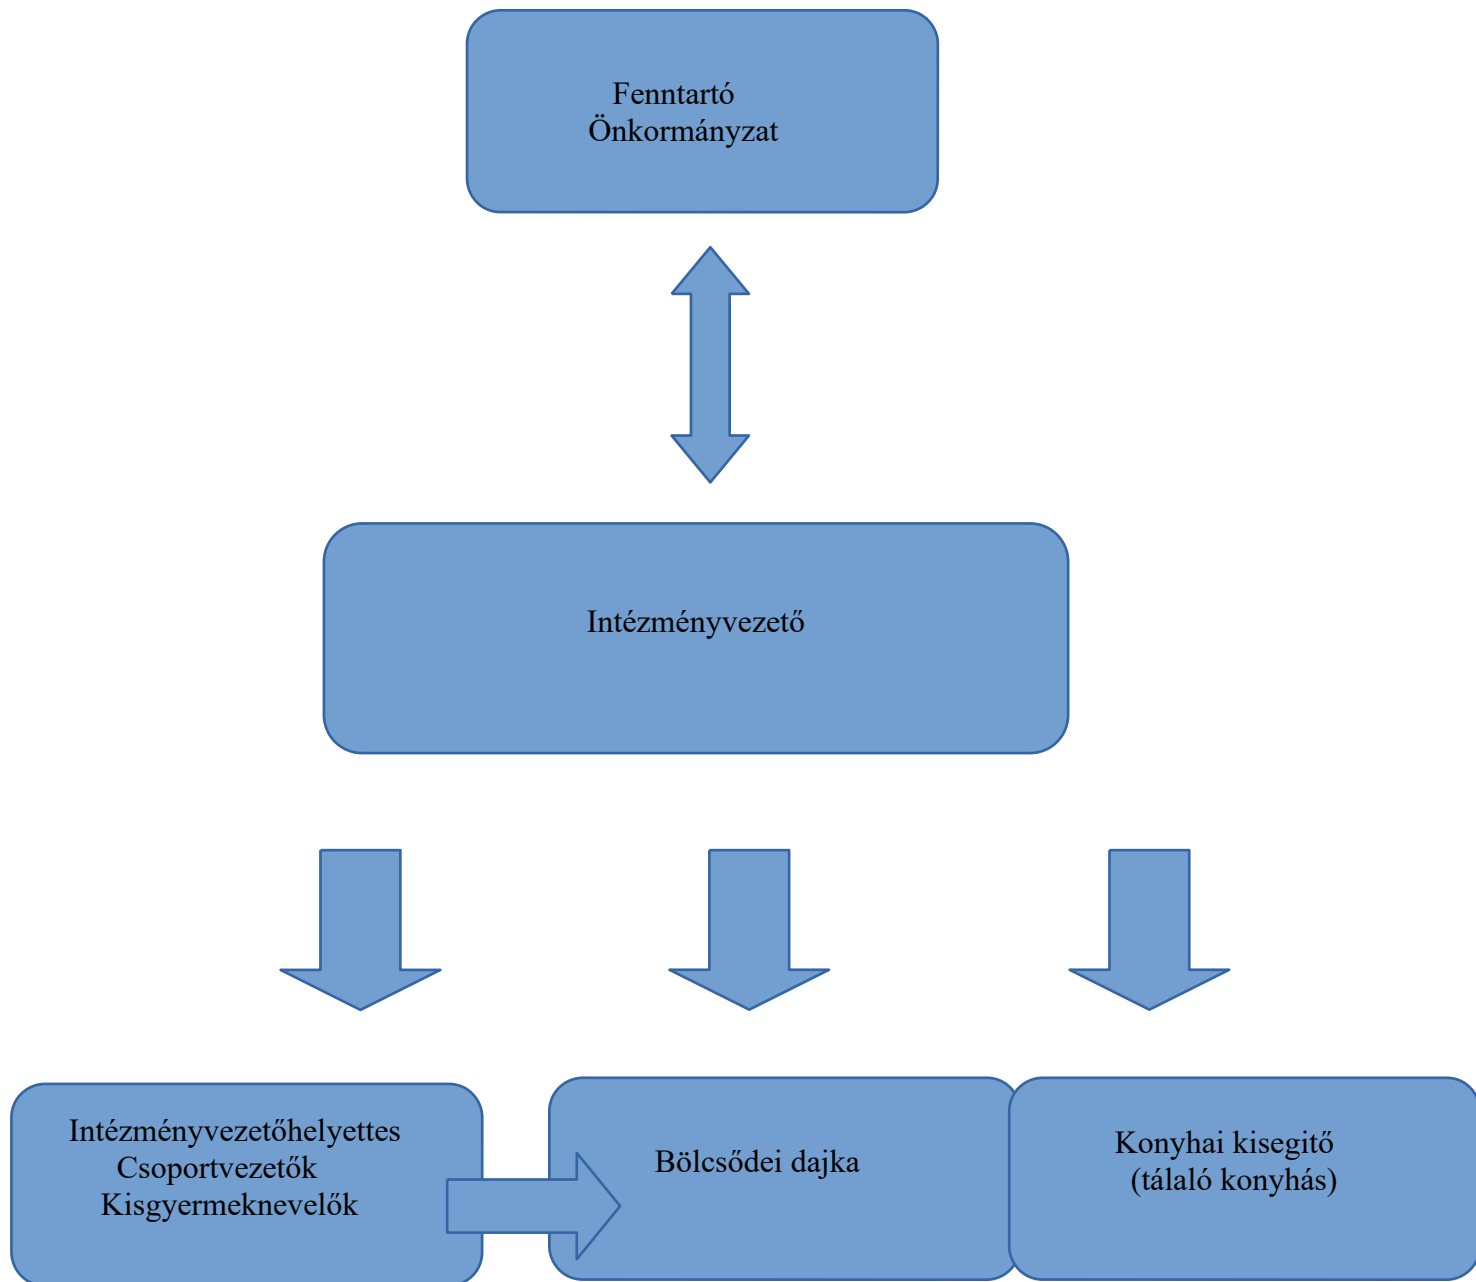 Fenntartó
Önkormányzat
Intézményvezető
Intézményvezetőhelyettes
Csoportvezetők
Kisgyermeknevelők
Bölcsődei dajka
Konyhai kisegitő
(tálaló konyhás)